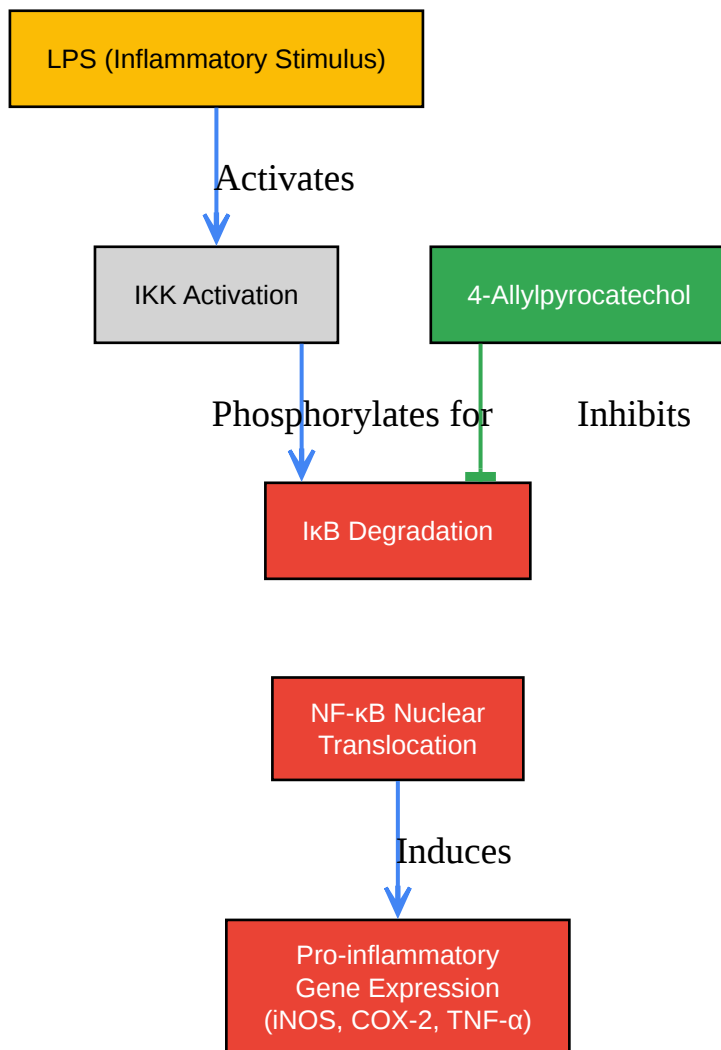 LPS (Inflammatory Stimulus)
Activates
IKK Activation
4-Allylpyrocatechol
Phosphorylates for
Inhibits
IκB Degradation
NF-κB Nuclear
Translocation
Induces
Pro-inflammatory
Gene Expression
(iNOS, COX-2, TNF-α)